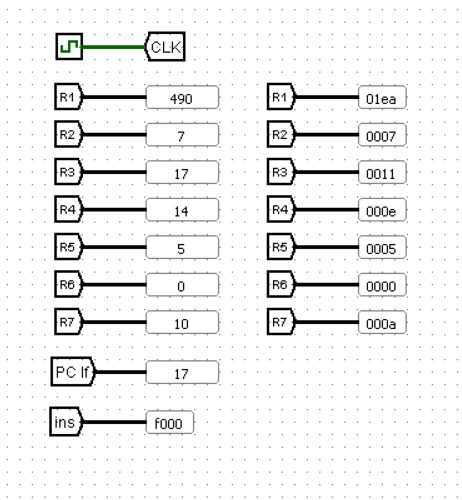 CLK
R1 490 R1 01ea
R2 7 R2 0007
R3 17 R3 0011
R4 14 R4 000e
R5 5 R5 0005
R6 0 R6 0000
R7 10 R7 000a
PC If 17
ins f000